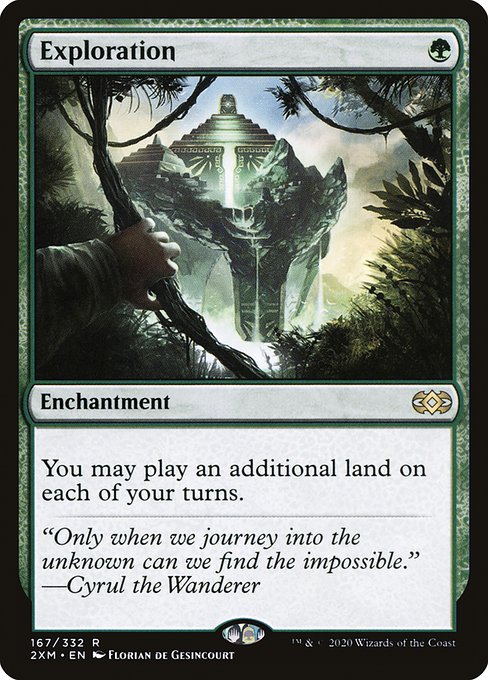 Exploration
Enchantment
You may play an additional land on
each of your turns.
“Only when we journey into the
unknown can we find the impossible.”
—Cyrul the Wanderer
167/332 R
2XM • EN Florian de Gesincourt
™ & © 2020 Wizards of the Coast